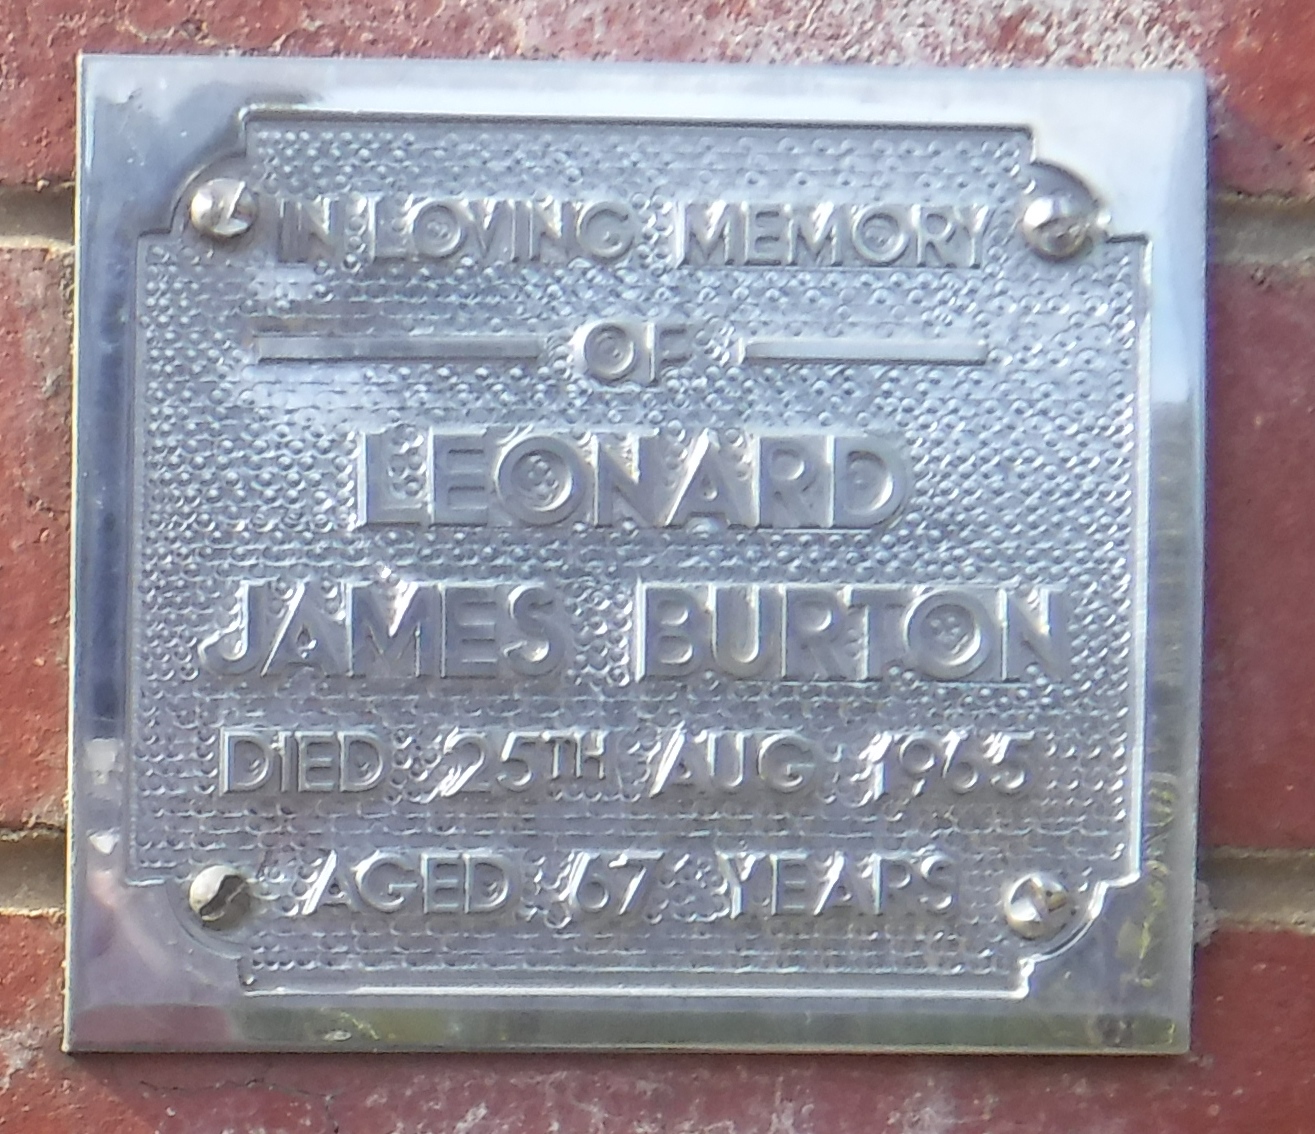 IN LOVING MEMORY
OF
LEONARD
JAMES BURTON
DIED 25TH AUG 1965
AGED 67 YEARS